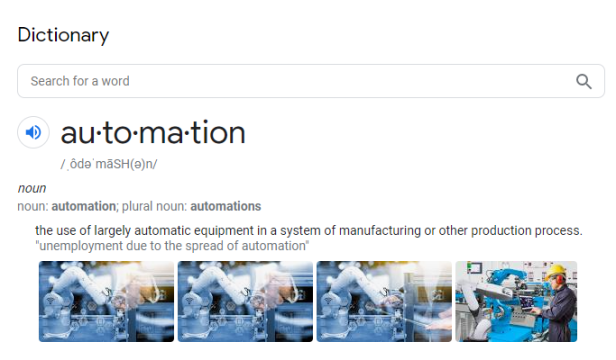 Dictionary
Search for a word
au·to·ma·tion
/ˌôdəˈmāSH(ə)n/
noun
noun: automation; plural noun: automations
the use of largely automatic equipment in a system of manufacturing or other production process.
"unemployment due to the spread of automation"